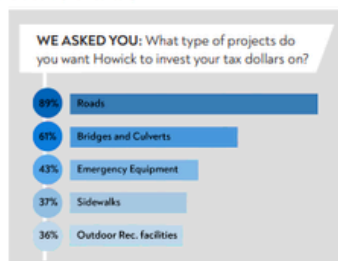 WE ASKED YOU: What type of projects do
you want Howick to invest your tax dollars on?
89% Roads
61% Bridges and Culverts
43% Emergency Equipment
37% Sidewalks
36% Outdoor Rec. facilities